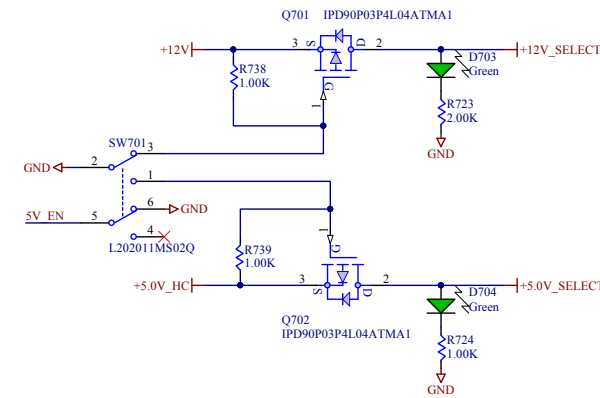 Q701 IPD90P03P4L04ATMA1
+12V 3 S D 2 +12V_SELECT
R738
1.00K
G
1
D703
Green
R723
2.00K
GND
SW701
3
GND 2
1
6 GND
5V_EN 5
4
L202011MS02Q
R739
1.00K
1
G
+5.0V_HC 3 S D 2 +5.0V_SELECT
D704
Green
Q702
IPD90P03P4L04ATMA1
R724
1.00K
GND